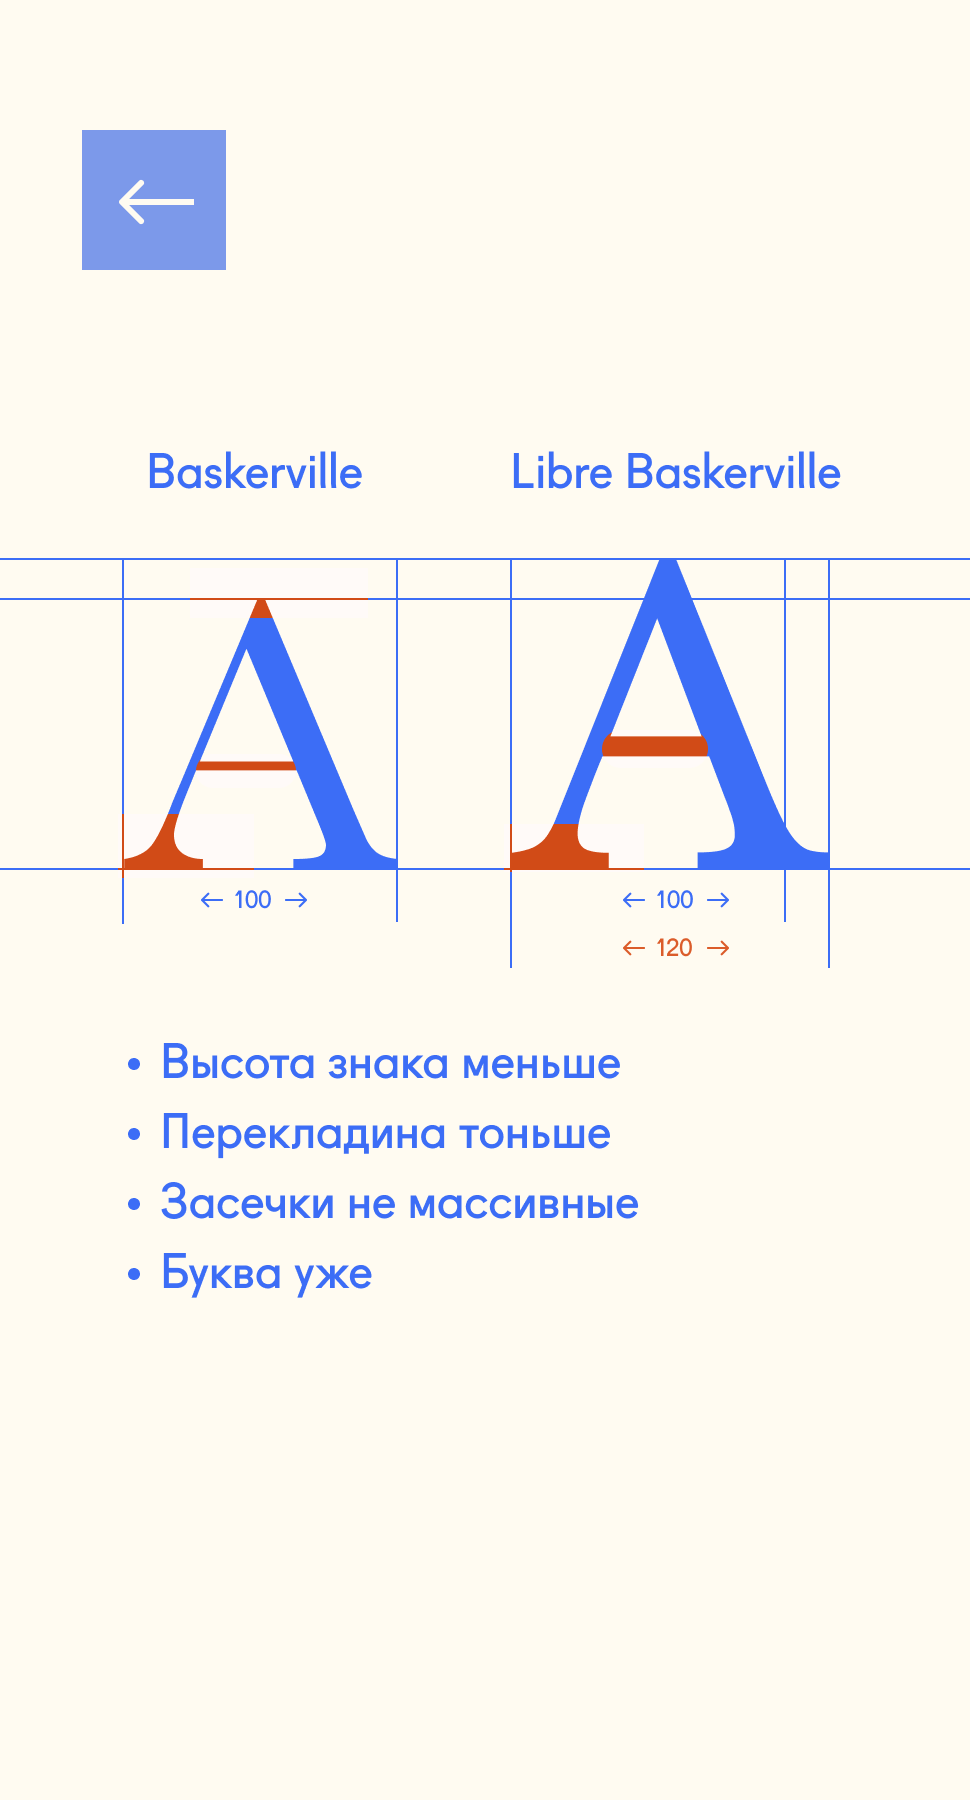 Baskerville Libre Baskerville
A A
← 100 → ← 100 →
← 120 →
• Высота знака меньше
• Перекладина тоньше
• Засечки не массивные
• Буква уже